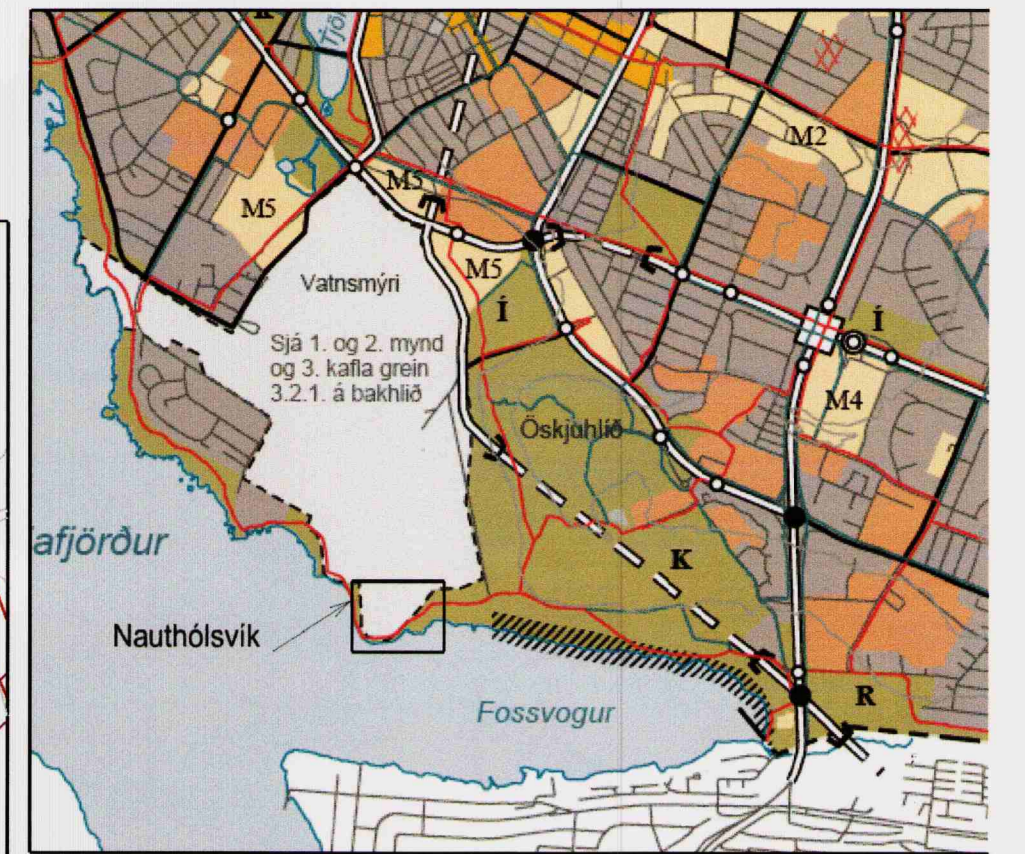 Tjö
M2
M5
M5
M5
Vatnsmýri
Í
Í
Sjá 1. og 2. mynd
og 3. kafla grein
3.2.1. á bakhlið
M4
Öskjuhlíð
afjörður
K
Nauthólsvík
R
Fossvogur